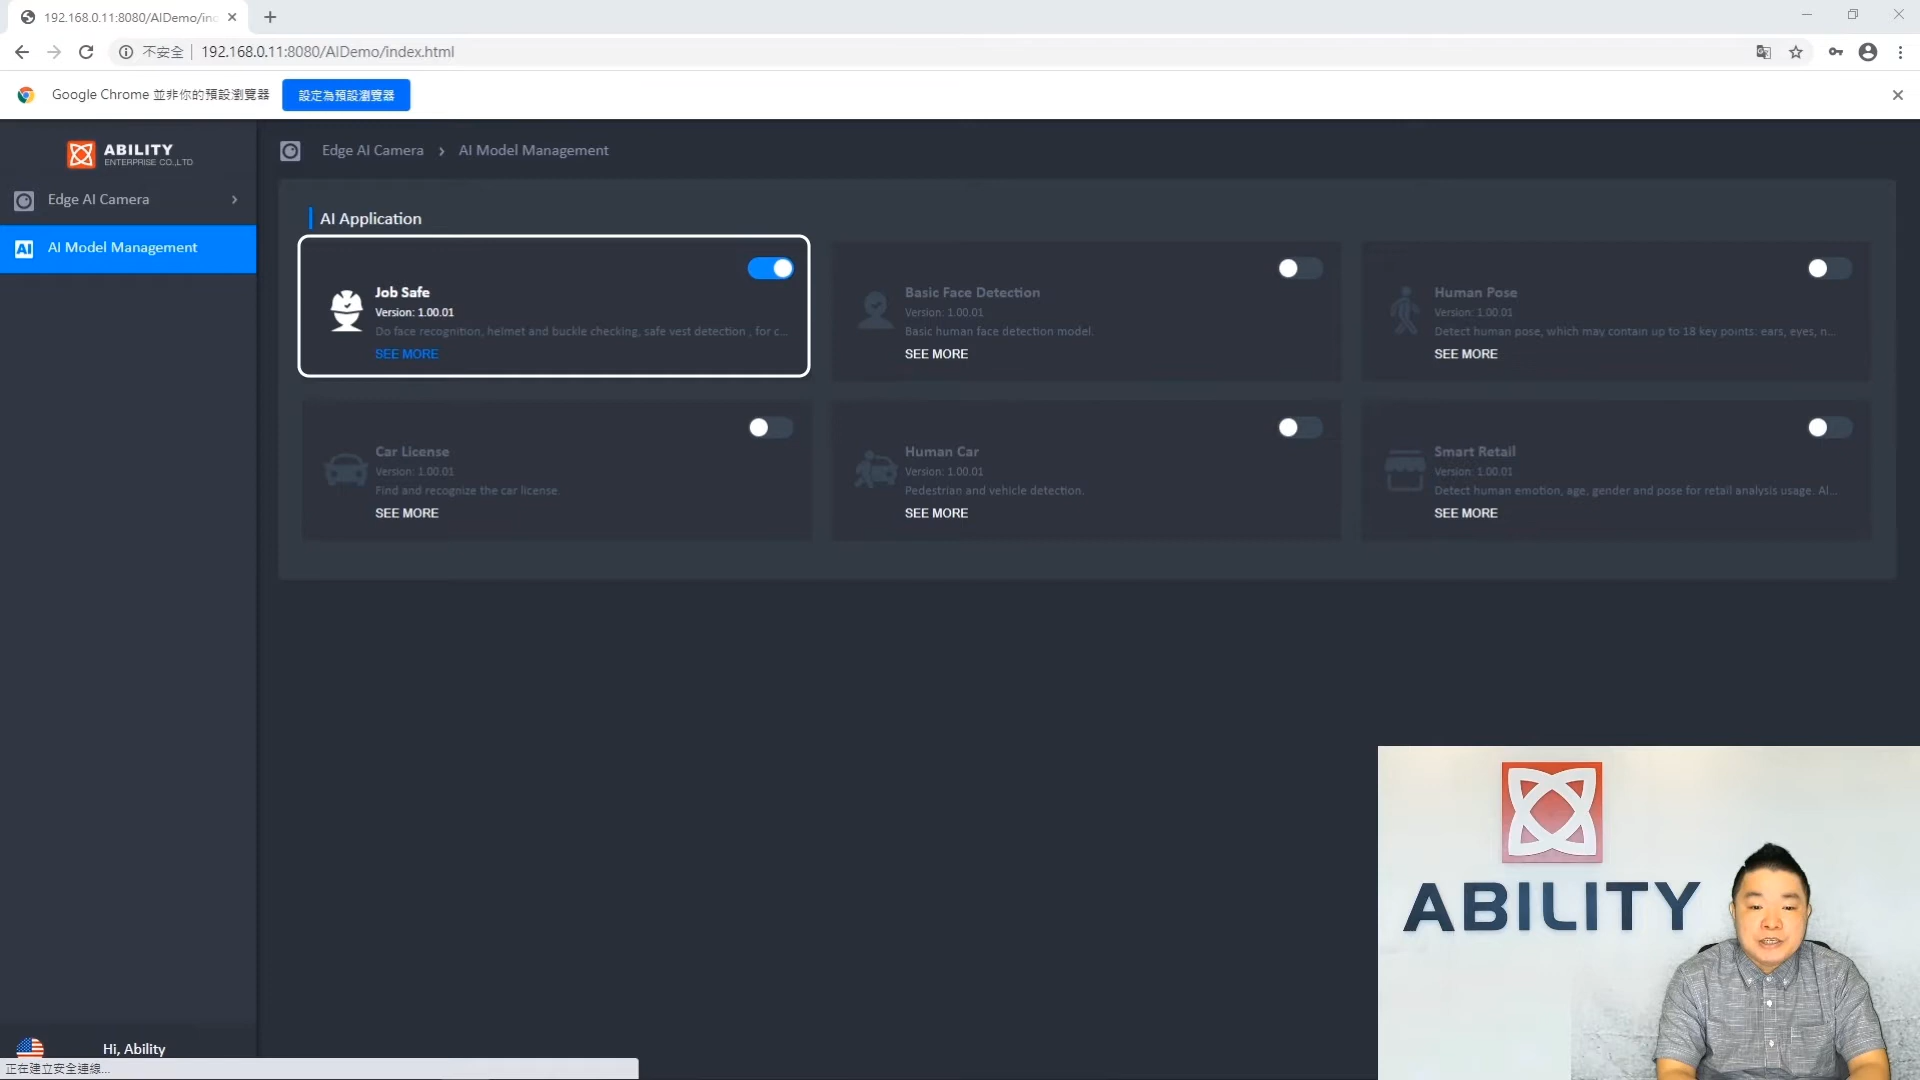 192.168.0.11:8080/AIDemo/inc
不安全 192.168.0.11:8080/AIDemo/index.html
Google Chrome 並非你的預設瀏覽器 設定為預設瀏覽器
ABILITY
ENTERPRISE CO.,LTD
Edge AI Camera
AI AI Model Management
Edge AI Camera › AI Model Management
AI Application
Job Safe
Version: 1.00.01
Do face recognition, helmet and buckle checking, safe vest detection , for c...
SEE MORE
Basic Face Detection
Version: 1.00.01
Basic human face detection model.
SEE MORE
Human Pose
Version: 1.00.01
Detect human pose, which may contain up to 18 key points: ears, eyes, n...
SEE MORE
Car License
Version: 1.00.01
Find and recognize the car license.
SEE MORE
Human Car
Version: 1.00.01
Pedestrian and vehicle detection.
SEE MORE
Smart Retail
Version: 1.00.01
Detect human emotion, age, gender and pose for retail analysis usage. Al...
SEE MORE
ABILITY
Hi, Ability
正在建立安全連線...